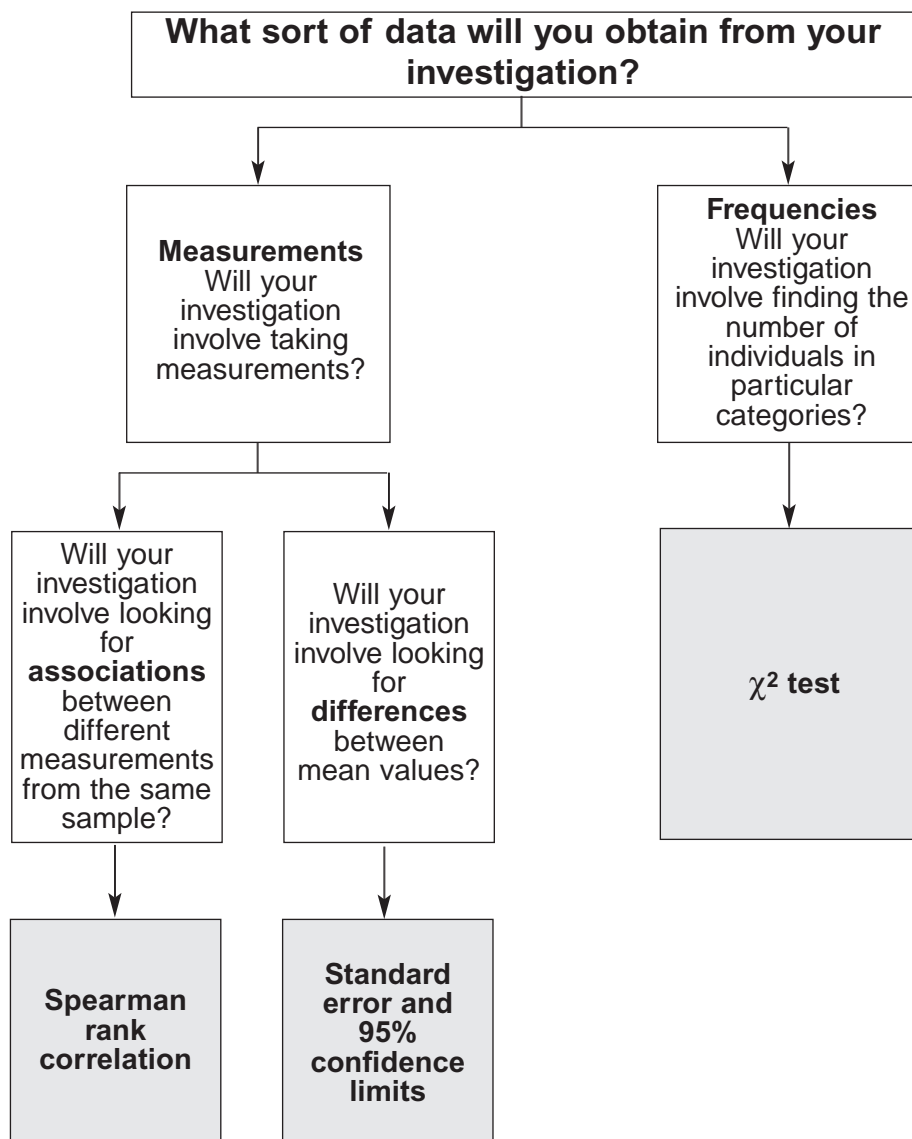 What sort of data will you obtain from your
investigation?
Measurements
Will your
investigation
involve taking
measurements?
Frequencies
Will your
investigation
involve finding the
number of
individuals in
particular
categories?
Will your
investigation
involve looking
for
associations
between
different
measurements
from the same
sample?
Will your
investigation
involve looking
for
differences
between
mean values?
χ² test
Spearman
rank
correlation
Standard
error and
95%
confidence
limits